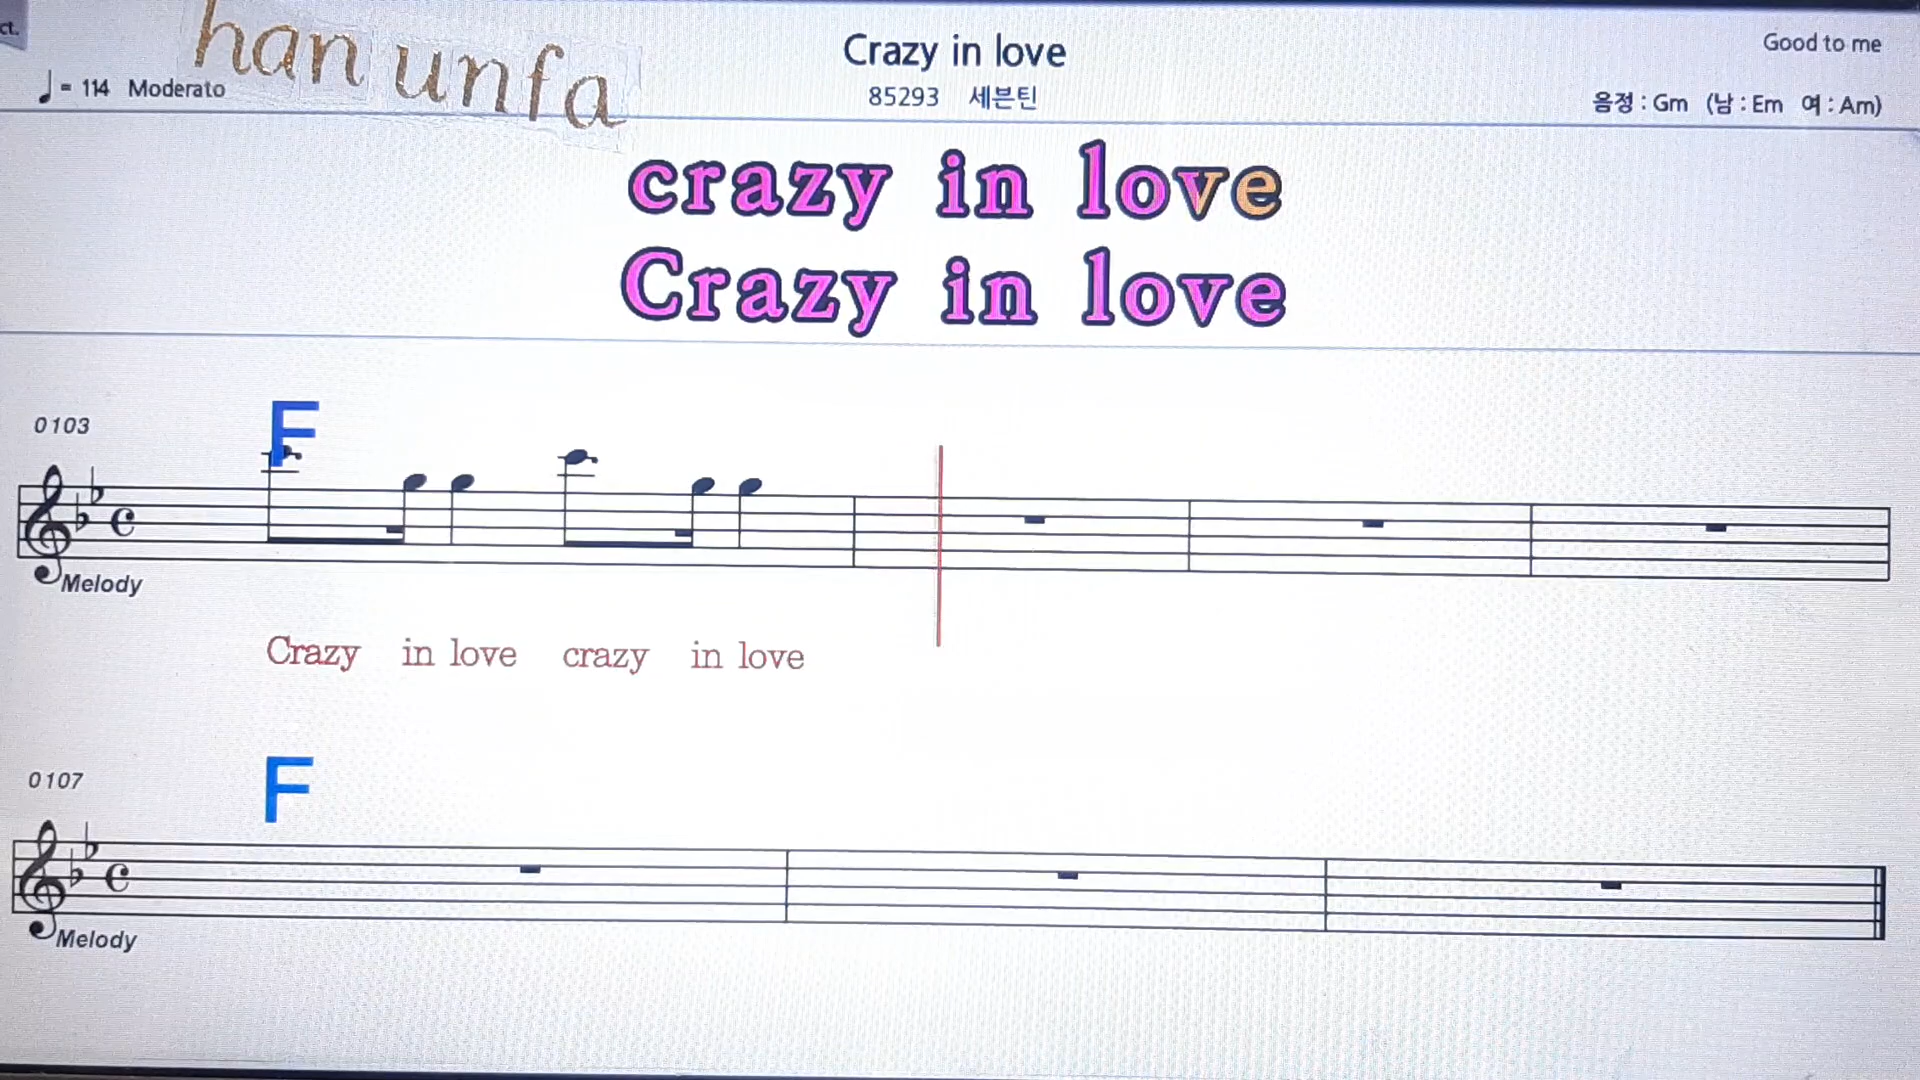 ct.
han unfa
Crazy in love
Good to me
= 114 Moderato
85293 세븐틴
음정 : Gm (남 : Em 여 : Am)
crazy in love
Crazy in love
0103
F
Melody
Crazy in love crazy in love
0107
F
Melody